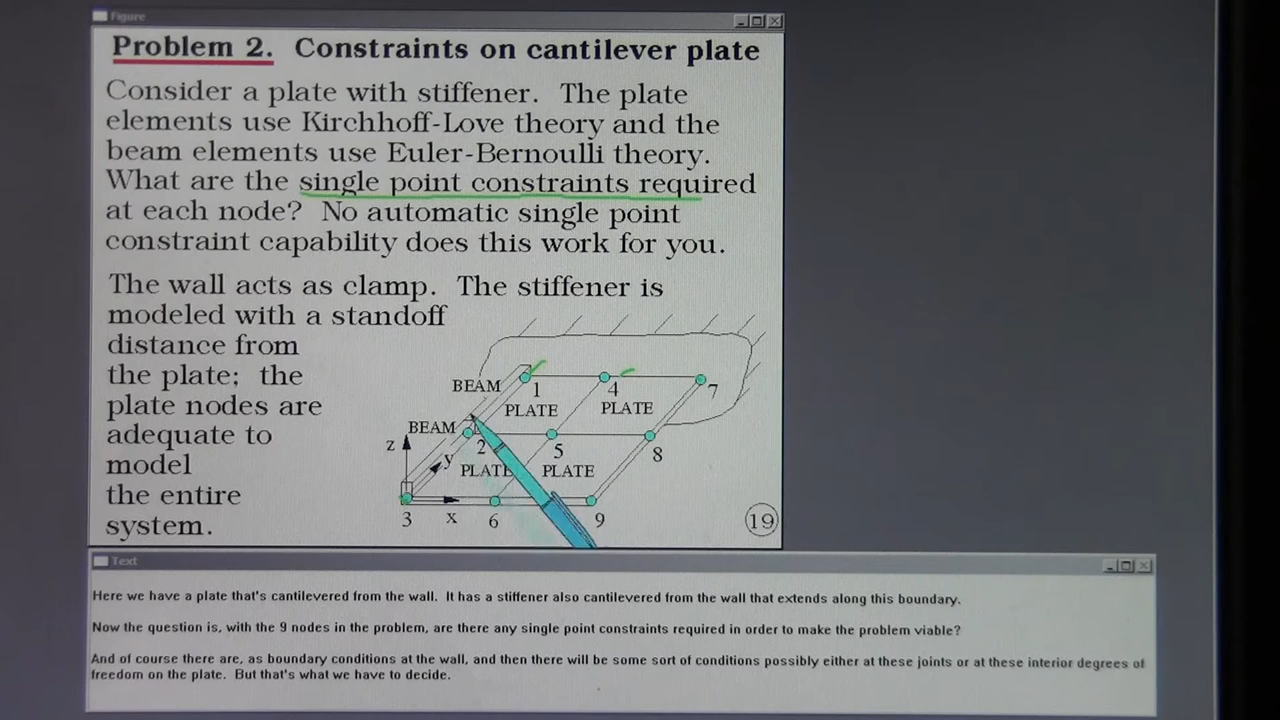 Figure
Problem 2. Constraints on cantilever plate
Consider a plate with stiffener. The plate
elements use Kirchhoff-Love theory and the
beam elements use Euler-Bernoulli theory.
What are the single point constraints required
at each node? No automatic single point
constraint capability does this work for you.
The wall acts as clamp. The stiffener is
modeled with a standoff
distance from
the plate; the
plate nodes are
adequate to
model
the entire
system.
BEAM 1 4 7
PLATE PLATE
BEAM 2 5 8
z y PLATE PLATE
3 x 6 9
19
Text
Here we have a plate that's cantilevered from the wall. It has a stiffener also cantilevered from the wall that extends along this boundary.
Now the question is, with the 9 nodes in the problem, are there any single point constraints required in order to make the problem viable?
And of course there are, as boundary conditions at the wall, and then there will be some sort of conditions possibly either at these joints or at these interior degrees of
freedom on the plate. But that's what we have to decide.